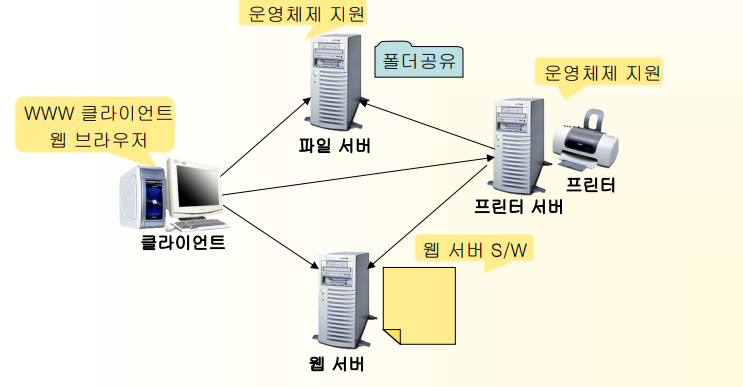 운영체제 지원
폴더공유
운영체제 지원
WWW 클라이언트
웹 브라우저
파일 서버
프린터
프린터 서버
클라이언트
웹 서버 S/W
웹 서버